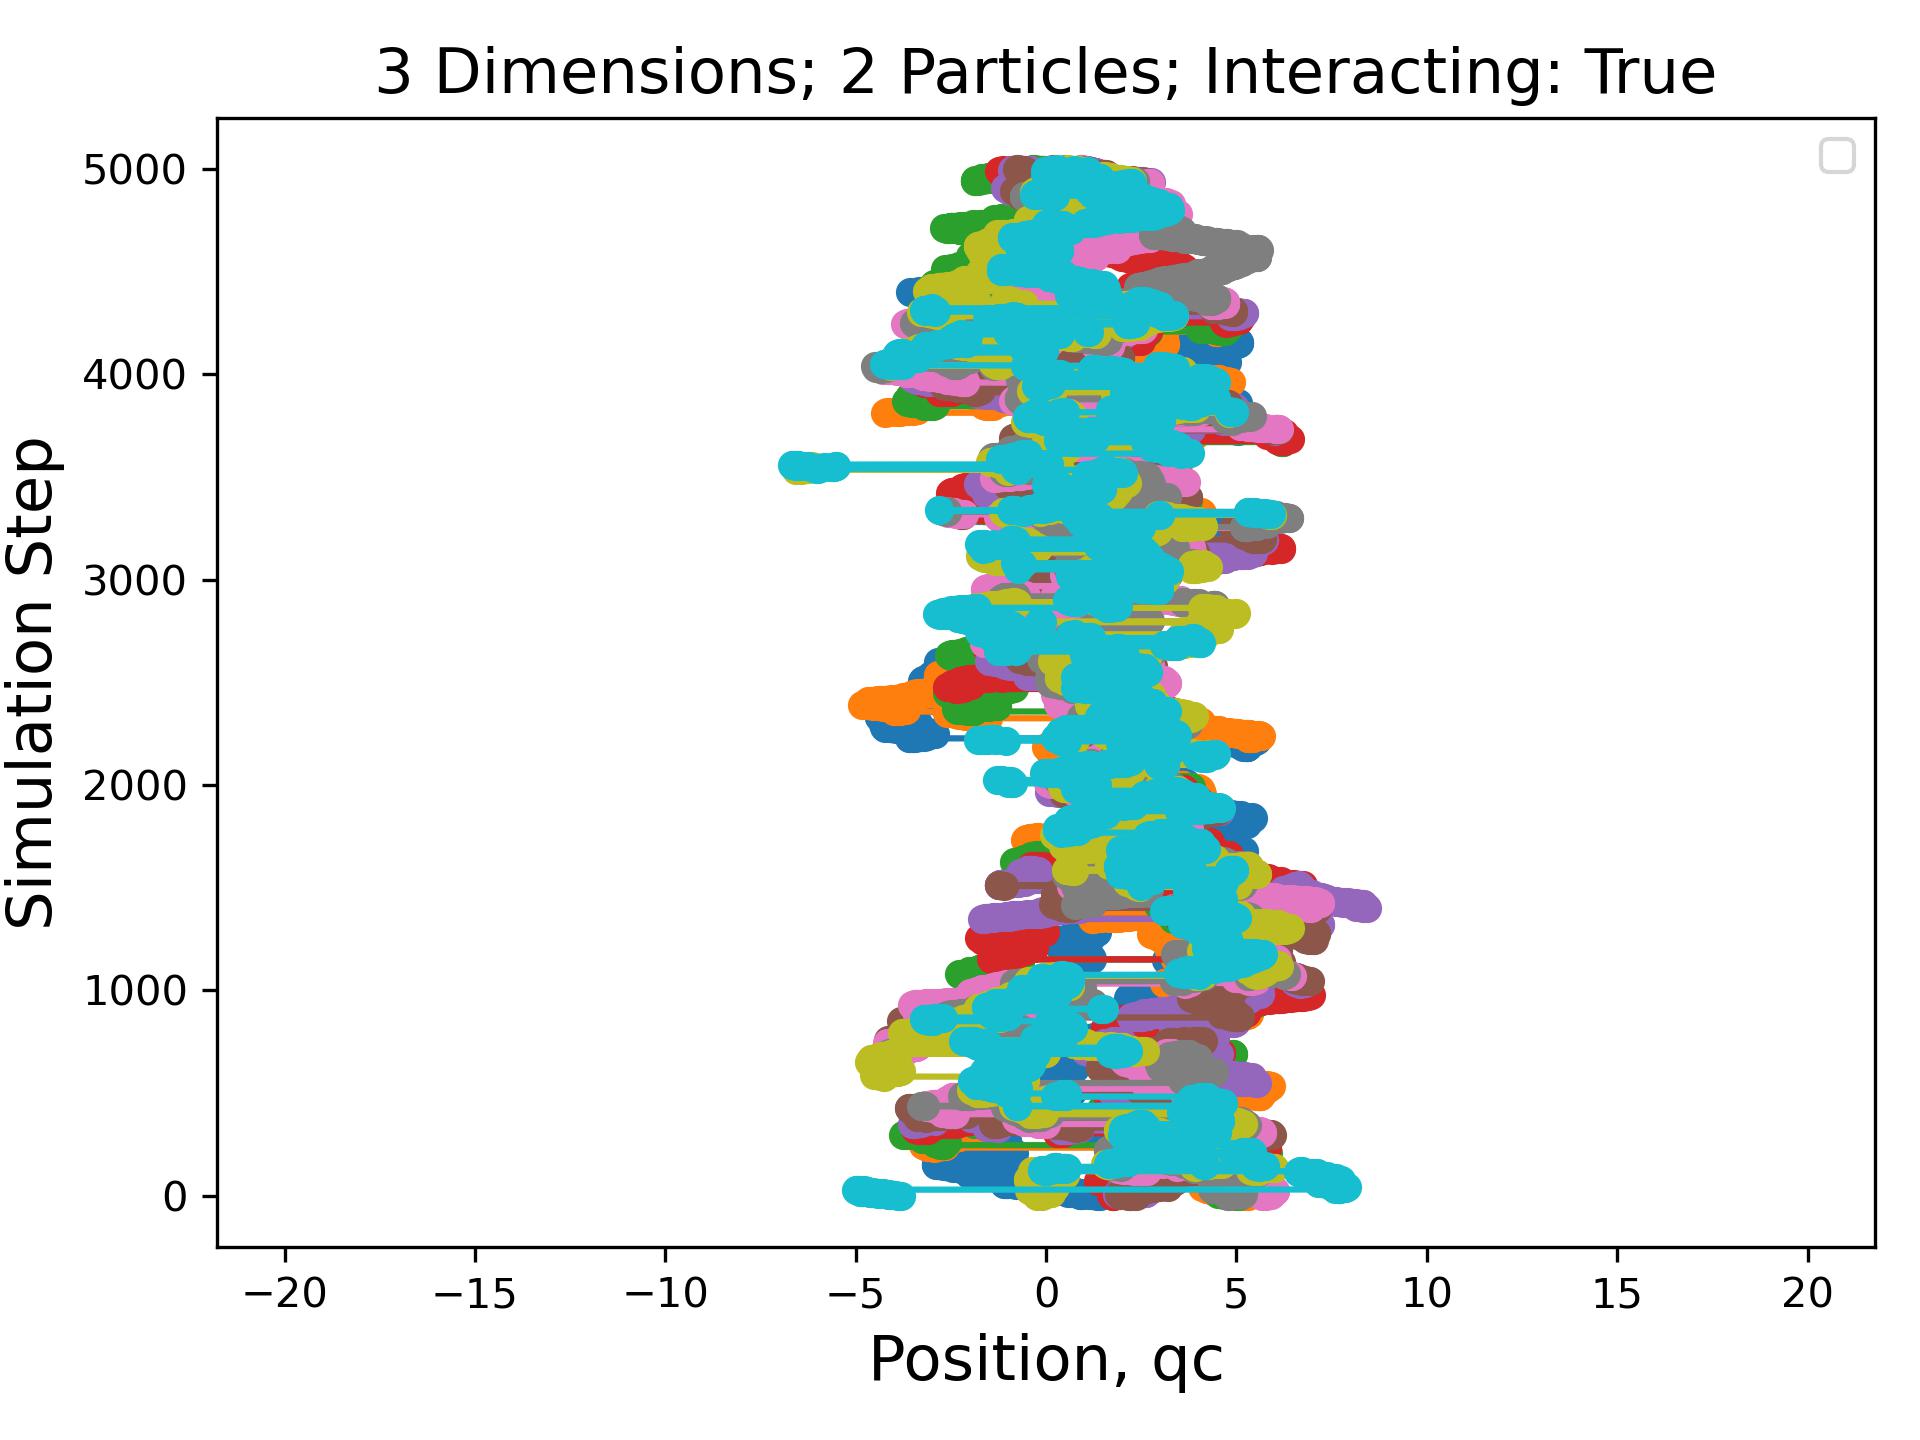 3 Dimensions; 2 Particles; Interacting: True
Simulation Step
5000
4000
3000
2000
1000
0
−20 −15 −10 −5 0 5 10 15 20
Position, qc